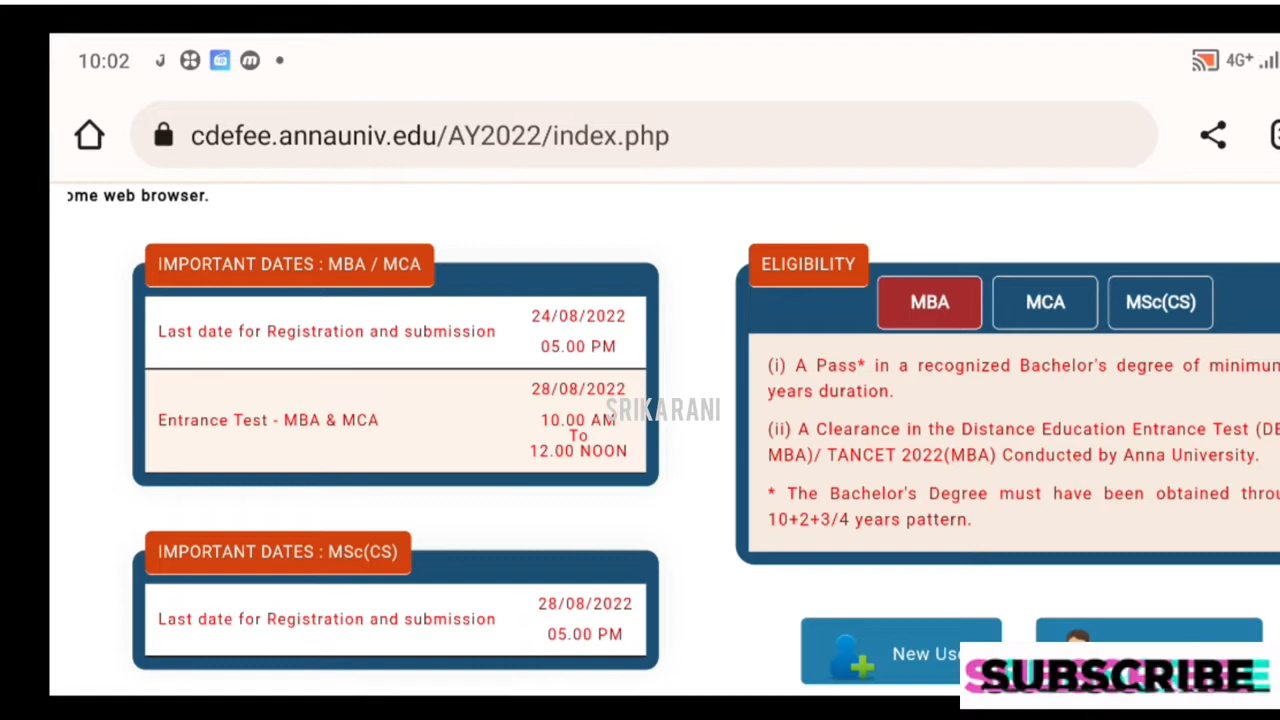 10:02
4G+
cdefee.annauniv.edu/AY2022/index.php
ome web browser.
IMPORTANT DATES : MBA / MCA
Last date for Registration and submission
24/08/2022
05.00 PM
Entrance Test - MBA & MCA
28/08/2022
10.00 AM
To
12.00 NOON
SRIKARANI
IMPORTANT DATES : MSc(CS)
Last date for Registration and submission
28/08/2022
05.00 PM
ELIGIBILITY
MBA
MCA
MSc(CS)
(i) A Pass* in a recognized Bachelor's degree of minimum
years duration.
(ii) A Clearance in the Distance Education Entrance Test (DE
MBA)/ TANCET 2022(MBA) Conducted by Anna University.
* The Bachelor's Degree must have been obtained throu
10+2+3/4 years pattern.
New Use
SUBSCRIBE